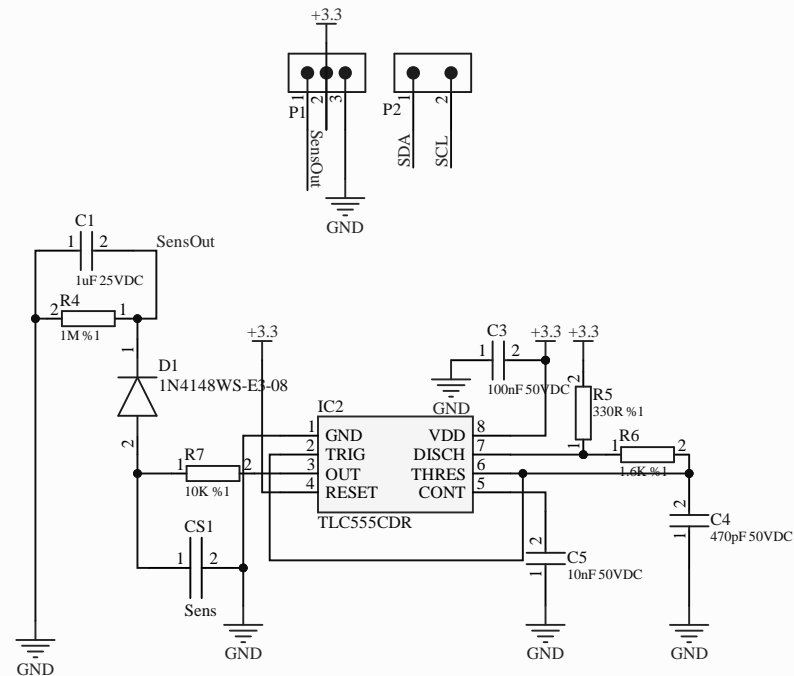 +3.3
1
2
3
P1
SensOut
GND
1
2
P2
SDA
SCL
C1
1
2
SensOut
1uF 25VDC
R4
2
1
1M %1
1
D1
1N4148WS-E3-08
2
R7
1
2
10K %1
CS1
1
2
Sens
GND
GND
+3.3
IC2
1 GND
2 TRIG
3 OUT
4 RESET
VDD 8
DISCH 7
THRES 6
CONT 5
TLC555CDR
C3
1
2
100nF 50VDC
GND
+3.3
+3.3
2
R5
330R %1
1
R6
1
2
1.6K %1
2
C4
1
470pF 50VDC
GND
2
C5
1
10nF 50VDC
GND